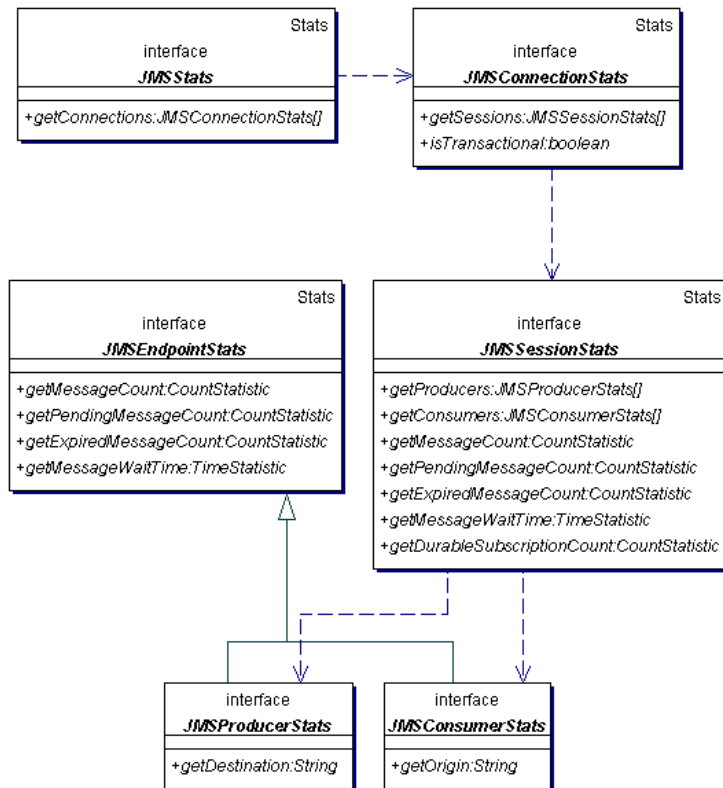 Stats
interface
JMSStats
+getConnections:JMSConnectionStats[]
Stats
interface
JMSConnectionStats
+getSessions:JMSSessionStats[]
+isTransactional:boolean
Stats
interface
JMSEndpointStats
+getMessageCount:CountStatistic
+getPendingMessageCount:CountStatistic
+getExpiredMessageCount:CountStatistic
+getMessageWaitTime:TimeStatistic
Stats
interface
JMSSessionStats
+getProducers:JMSProducerStats[]
+getConsumers:JMSConsumerStats[]
+getMessageCount:CountStatistic
+getPendingMessageCount:CountStatistic
+getExpiredMessageCount:CountStatistic
+getMessageWaitTime:TimeStatistic
+getDurableSubscriptionCount:CountStatistic
interface
JMSProducerStats
+getDestination:String
interface
JMSConsumerStats
+getOrigin:String